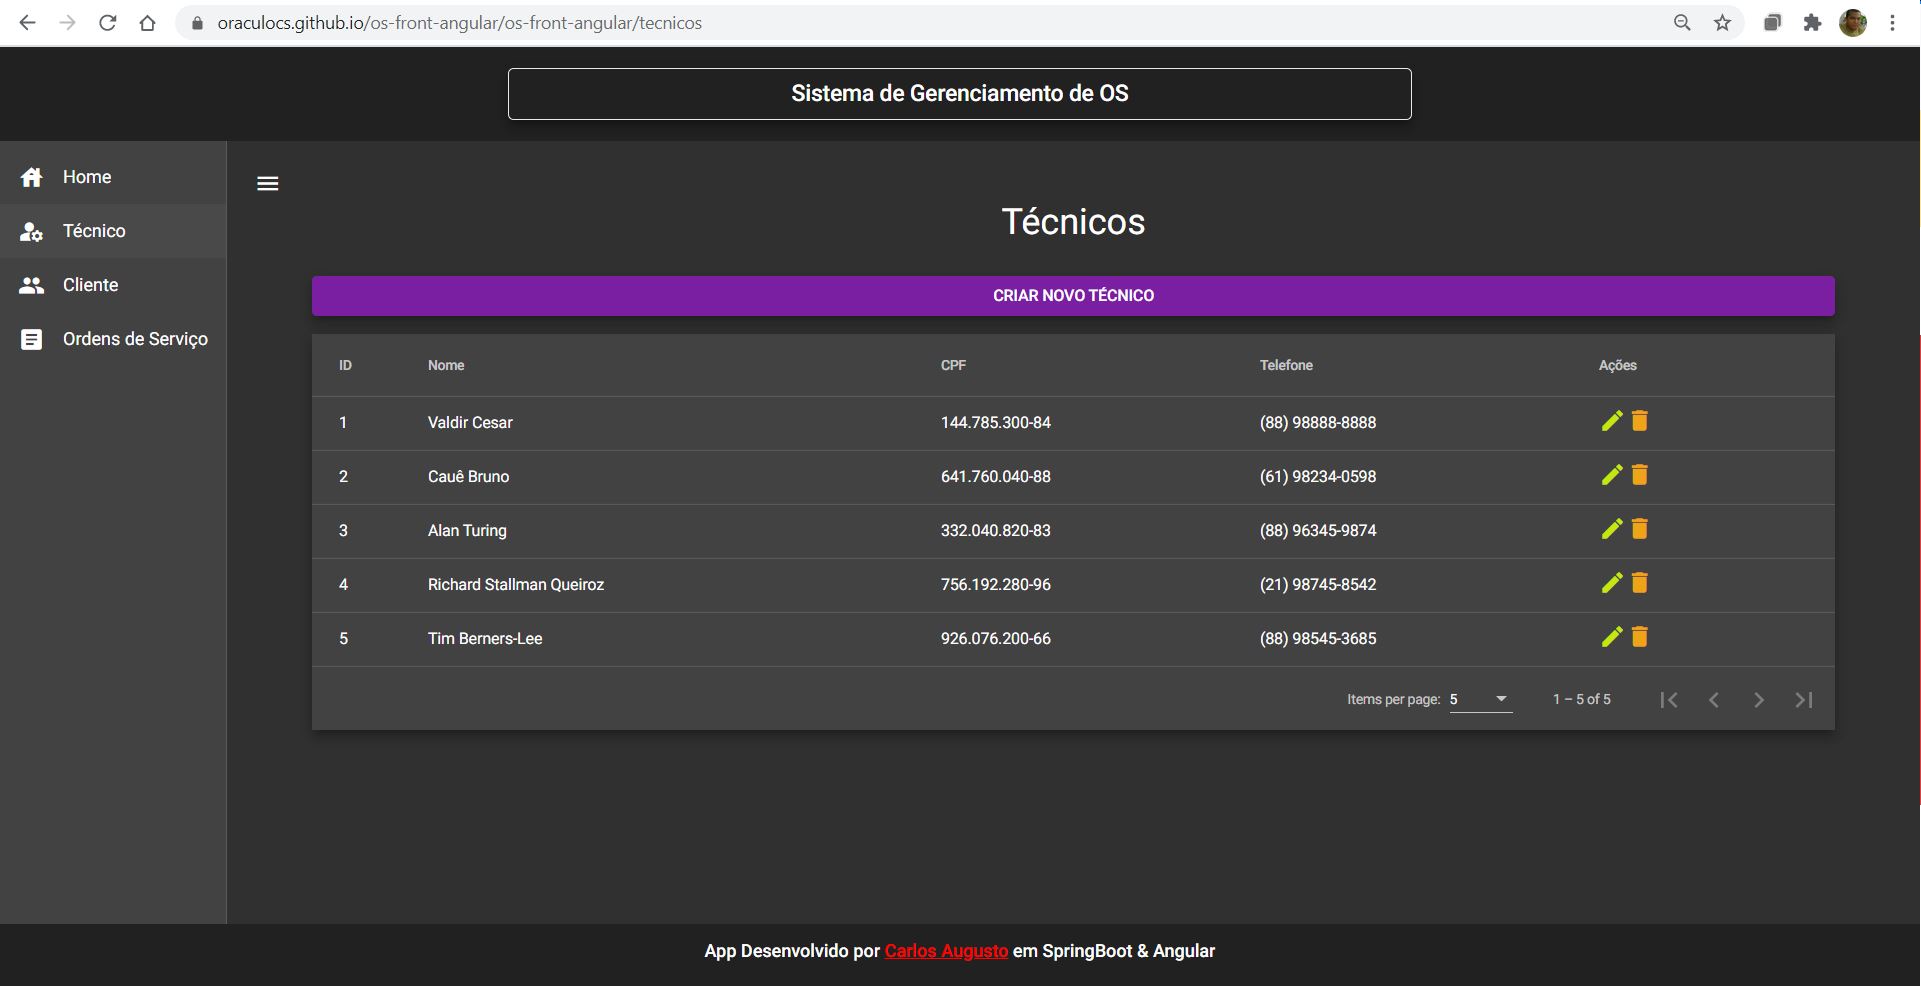 oraculocs.github.io/os-front-angular/os-front-angular/tecnicos
Sistema de Gerenciamento de OS
Home
Técnico
Cliente
Ordens de Serviço
Técnicos
CRIAR NOVO TÉCNICO
ID Nome CPF Telefone Ações
1 Valdir Cesar 144.785.300-84 (88) 98888-8888
2 Cauê Bruno 641.760.040-88 (61) 98234-0598
3 Alan Turing 332.040.820-83 (88) 96345-9874
4 Richard Stallman Queiroz 756.192.280-96 (21) 98745-8542
5 Tim Berners-Lee 926.076.200-66 (88) 98545-3685
Items per page: 5 1 – 5 of 5
App Desenvolvido por Carlos Augusto em SpringBoot & Angular